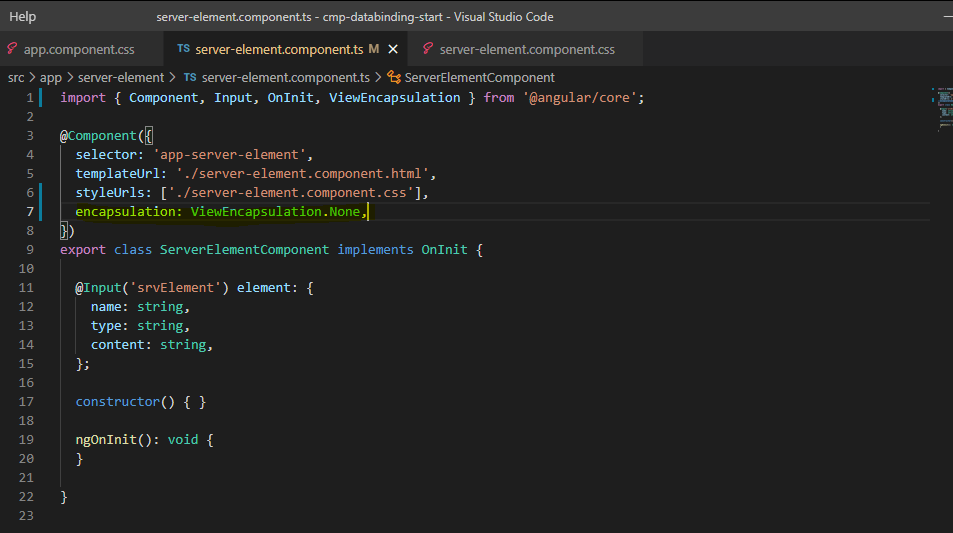 Help server-element.component.ts - cmp-databinding-start - Visual Studio Code
app.component.css TS server-element.component.ts M × server-element.component.css
src > app > server-element > TS server-element.component.ts > ServerElementComponent
1 import { Component, Input, OnInit, ViewEncapsulation } from '@angular/core';
2
3 @Component({
4   selector: 'app-server-element',
5   templateUrl: './server-element.component.html',
6   styleUrls: ['./server-element.component.css'],
7   encapsulation: ViewEncapsulation.None,
8 })
9 export class ServerElementComponent implements OnInit {
10
11   @Input('srvElement') element: {
12     name: string,
13     type: string,
14     content: string,
15   };
16
17   constructor() { }
18
19   ngOnInit(): void {
20   }
21
22 }
23